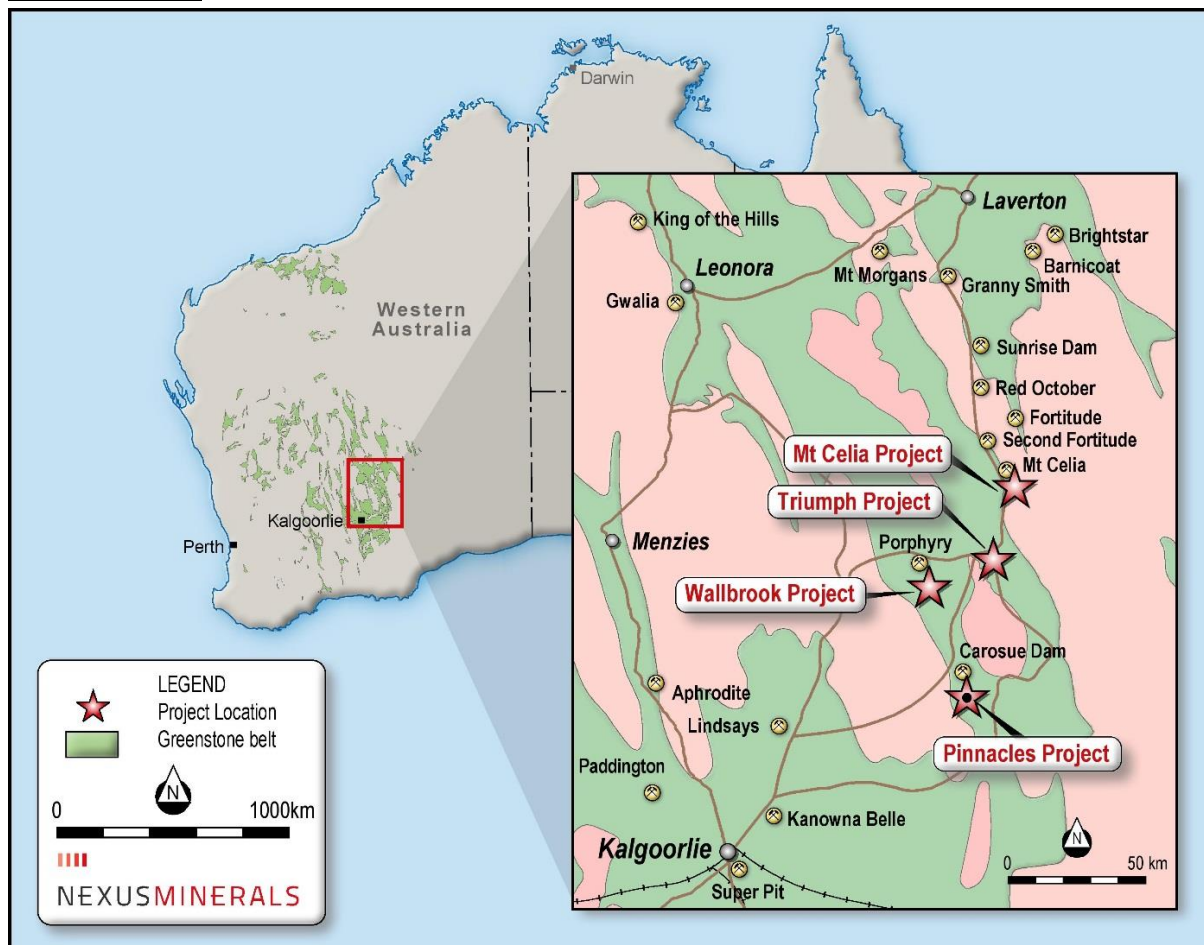 Darwin
Western
Australia
Kalgoorlie
Perth
LEGEND
Project Location
Greenstone belt
N
0 1000km
NEXUSMINERALS
Laverton
King of the Hills
Brightstar
Barnicoat
Mt Morgans
Leonora
Granny Smith
Gwalia
Sunrise Dam
Red October
Fortitude
Second Fortitude
Mt Celia Project
Mt Celia
Triumph Project
Menzies
Porphyry
Wallbrook Project
Carosue Dam
Aphrodite
Lindsays
Pinnacles Project
Paddington
Kanowna Belle
Kalgoorlie
Super Pit
N
0 50 km